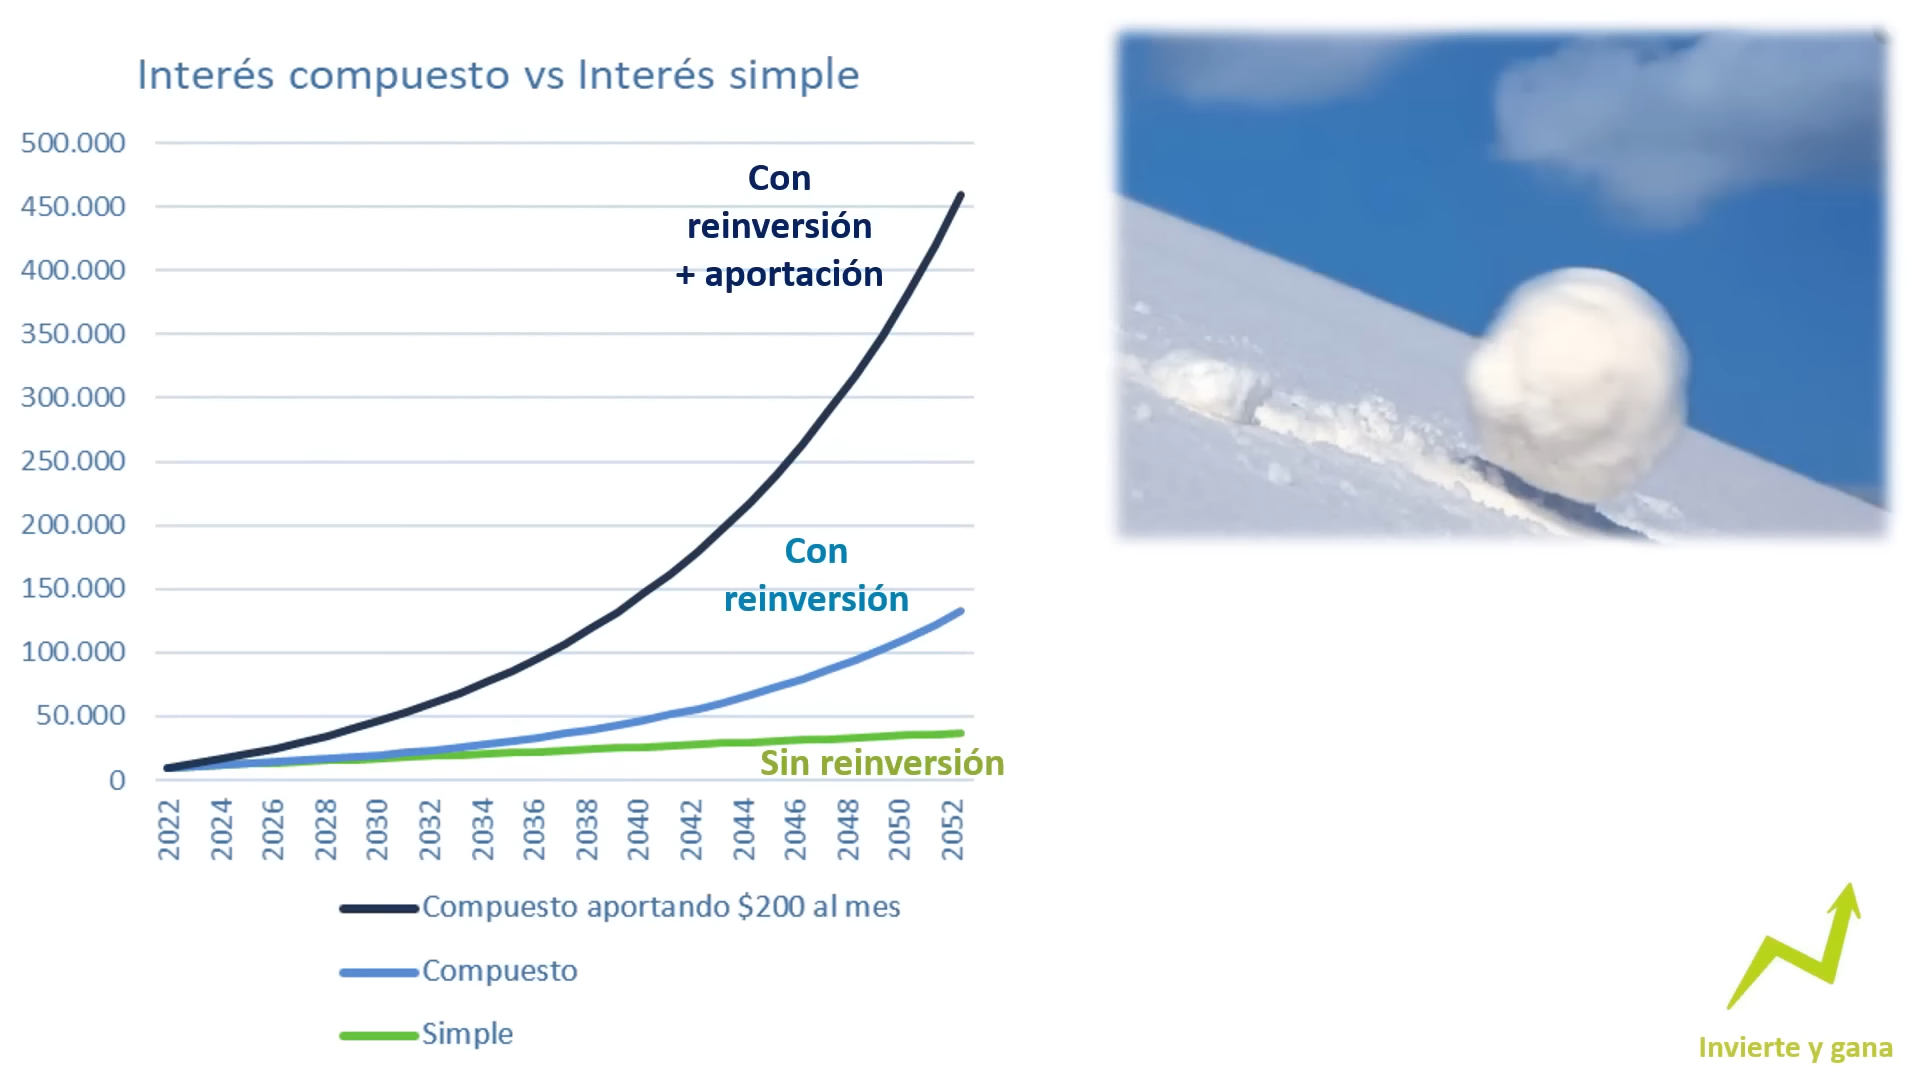 Interés compuesto vs Interés simple
500.000
450.000
400.000
350.000
300.000
250.000
200.000
150.000
100.000
50.000
0
Con
reinversión
+ aportación
Con
reinversión
Sin reinversión
2022 2024 2026 2028 2030 2032 2034 2036 2038 2040 2042 2044 2046 2048 2050 2052
Compuesto aportando $200 al mes
Compuesto
Simple
Invierte y gana